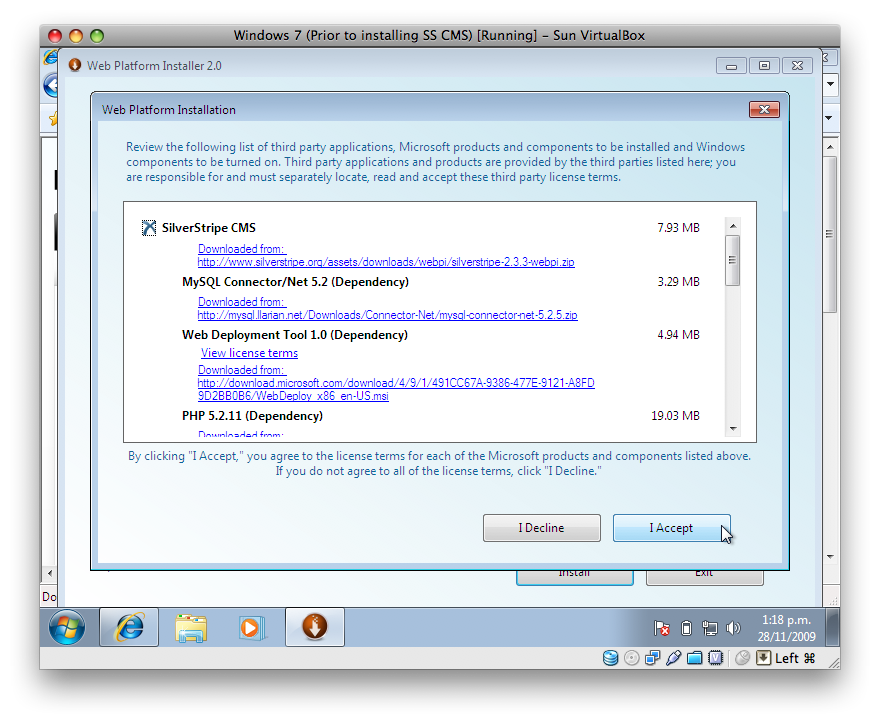 Windows 7 (Prior to installing SS CMS) [Running] – Sun VirtualBox
Web Platform Installer 2.0
Web Platform Installation
Review the following list of third party applications, Microsoft products and components to be installed and Windows
components to be turned on. Third party applications and products are provided by the third parties listed here; you
are responsible for and must separately locate, read and accept these third party license terms.
SilverStripe CMS 7.93 MB
Downloaded from:
http://www.silverstripe.org/assets/downloads/webpi/silverstripe-2.3.3-webpi.zip
MySQL Connector/Net 5.2 (Dependency) 3.29 MB
Downloaded from:
http://mysql.llarian.net/Downloads/Connector-Net/mysql-connector-net-5.2.5.zip
Web Deployment Tool 1.0 (Dependency) 4.94 MB
View license terms
Downloaded from:
http://download.microsoft.com/download/4/9/1/491CC67A-9386-477E-9121-A8FD
9D2BB0B6/WebDeploy_x86_en-US.msi
PHP 5.2.11 (Dependency) 19.03 MB
Downloaded from:
By clicking "I Accept," you agree to the license terms for each of the Microsoft products and components listed above.
If you do not agree to all of the license terms, click "I Decline."
I Decline I Accept
Install Exit
Do
1:18 p.m.
28/11/2009
Left ⌘